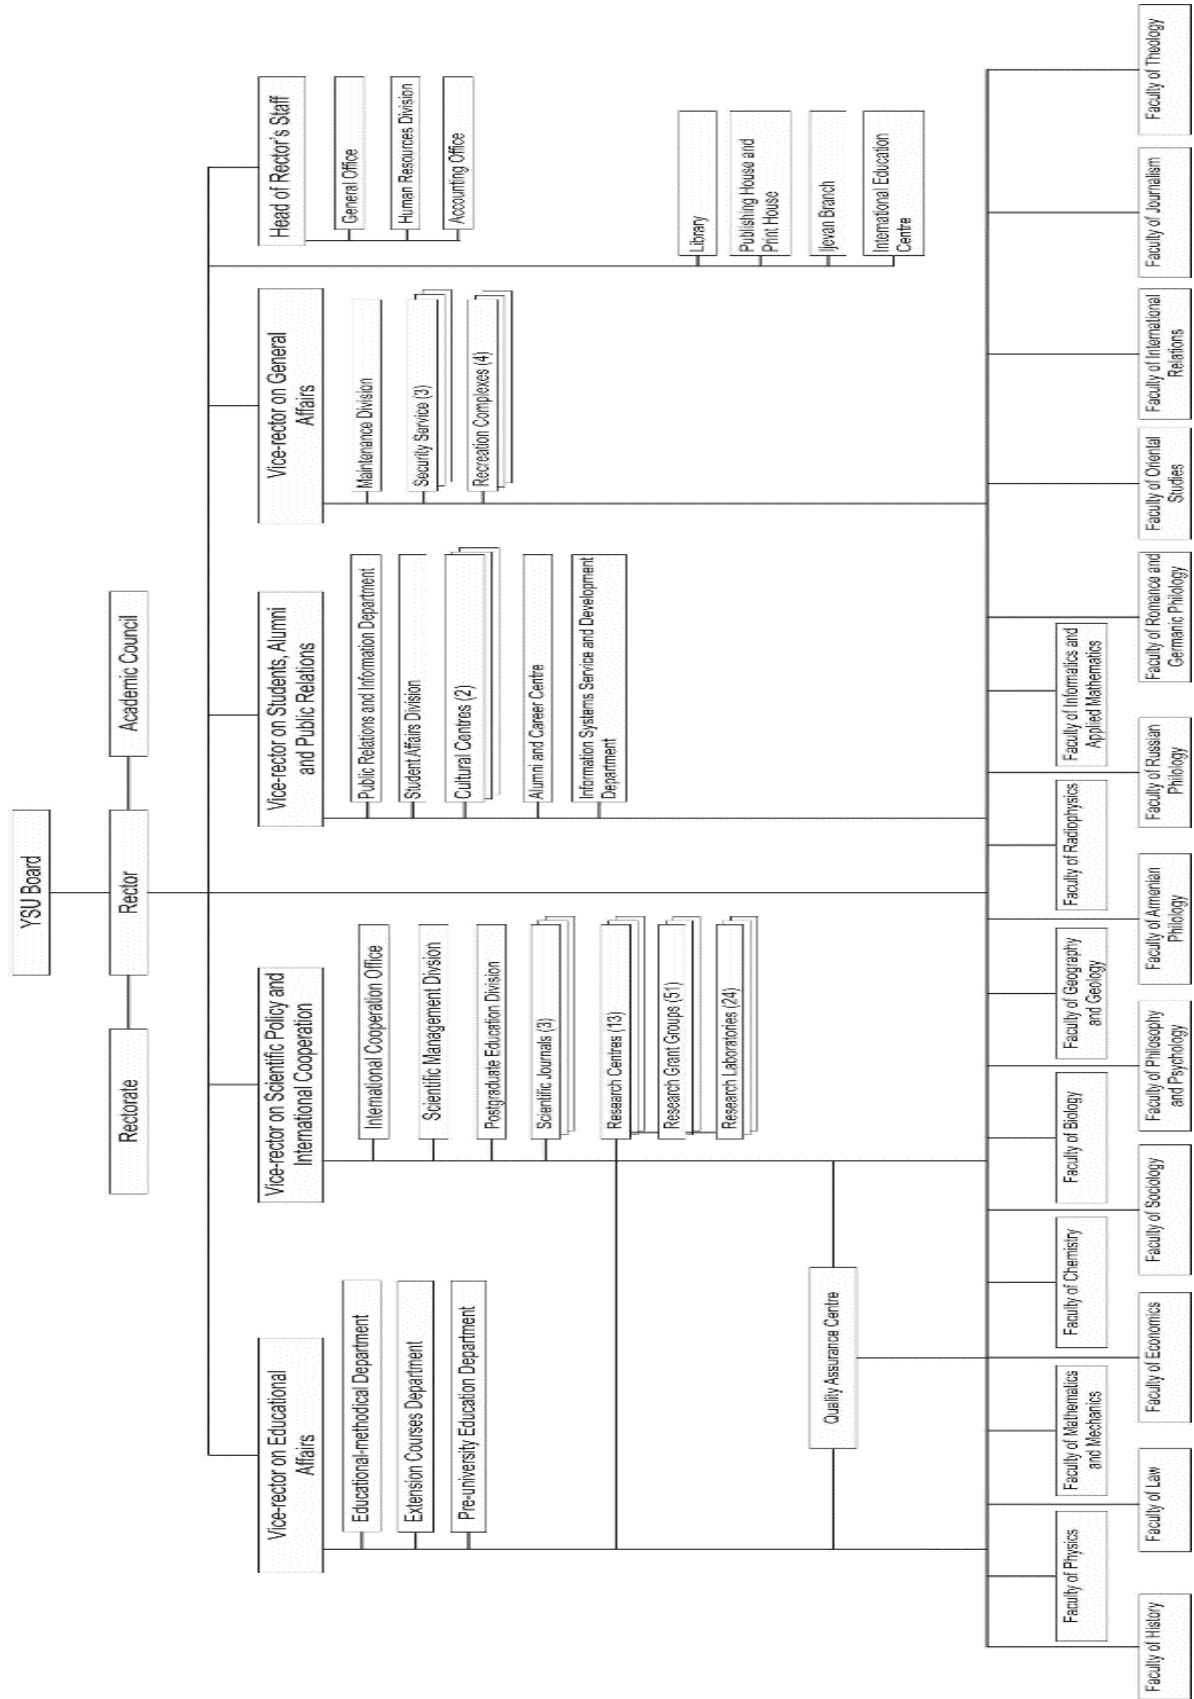 YSU Board
Rectorate
Rector
Academic Council
Vice-rector on Educational
Affairs
Vice-rector on Scientific Policy and
International Cooperation
Vice-rector on Students, Alumni
and Public Relations
Vice-rector on General
Affairs
Head of Rector's Staff
Educational-methodical Department
Extension Courses Department
Pre-university Education Department
International Cooperation Office
Scientific Management Division
Postgraduate Education Division
Scientific Journals (3)
Research Centres (13)
Research Grant Groups (51)
Research Laboratories (24)
Public Relations and Information Department
Student Affairs Division
Cultural Centres (2)
Alumni and Career Centre
Information Systems Service and Development
Department
Maintenance Division
Security Service (3)
Recreation Complexes (4)
General Office
Human Resources Division
Accounting Office
Library
Publishing House and
Print House
Ijevan Branch
International Education
Centre
Quality Assurance Centre
Faculty of Physics
Faculty of Mathematics
and Mechanics
Faculty of Chemistry
Faculty of Biology
Faculty of Geography
and Geology
Faculty of Radiophysics
Faculty of Informatics and
Applied Mathematics
Faculty of History
Faculty of Law
Faculty of Economics
Faculty of Sociology
Faculty of Philosophy
and Psychology
Faculty of Armenian
Philology
Faculty of Russian
Philology
Faculty of Romance and
Germanic Philology
Faculty of Oriental
Studies
Faculty of International
Relations
Faculty of Journalism
Faculty of Theology